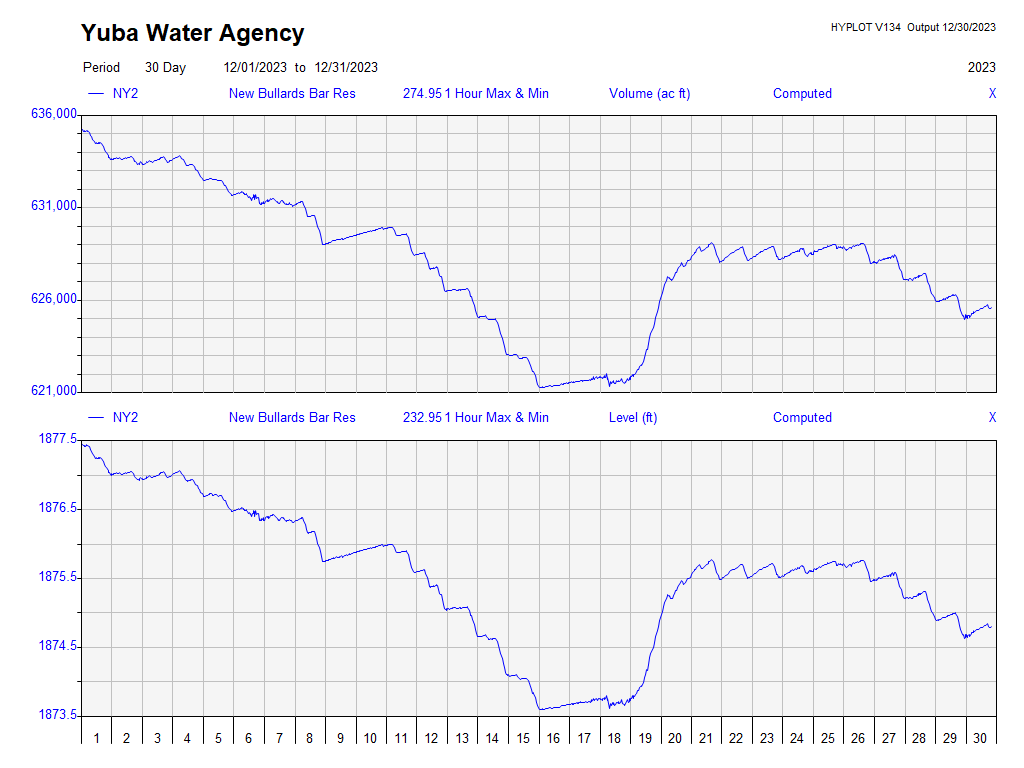 Yuba Water Agency
HYPLOT V134 Output 12/30/2023
Period 30 Day 12/01/2023 to 12/31/2023 2023
NY2 New Bullards Bar Res 274.95 1 Hour Max & Min Volume (ac ft) Computed X
636,000
631,000
626,000
621,000
NY2 New Bullards Bar Res 232.95 1 Hour Max & Min Level (ft) Computed X
1877.5
1876.5
1875.5
1874.5
1873.5
1 2 3 4 5 6 7 8 9 10 11 12 13 14 15 16 17 18 19 20 21 22 23 24 25 26 27 28 29 30